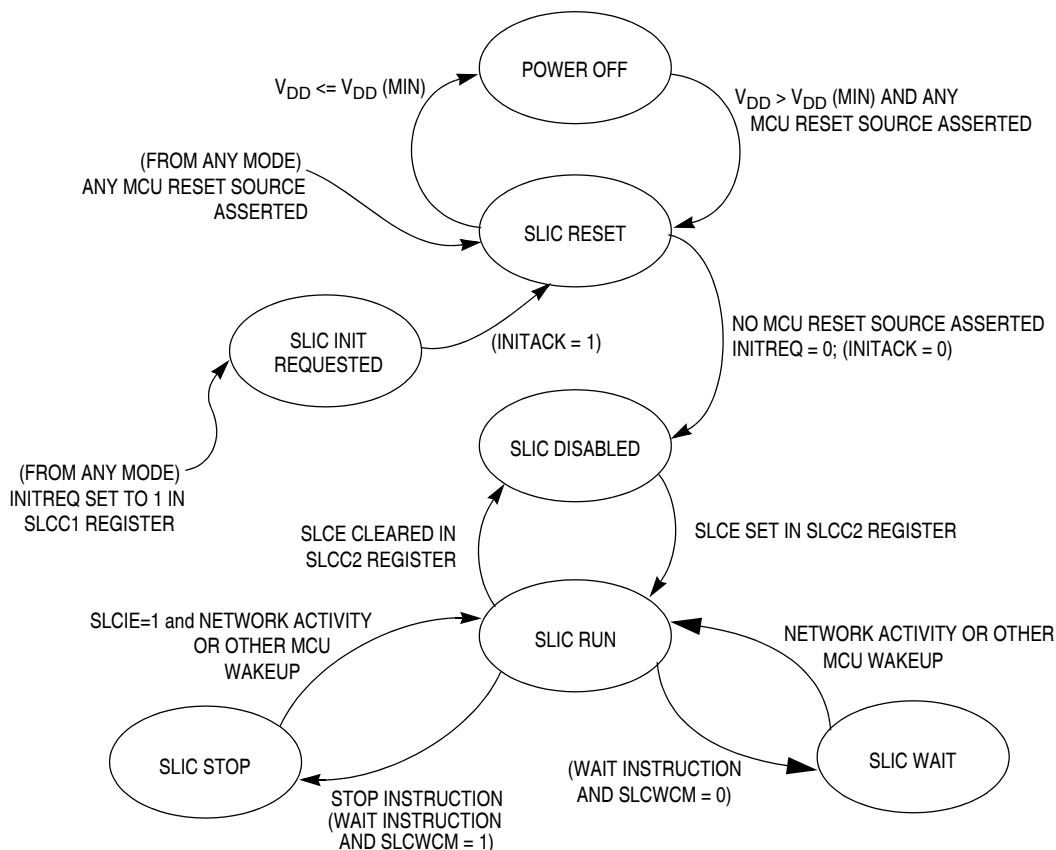 POWER OFF
V_DD <= V_DD (MIN)
V_DD > V_DD (MIN) AND ANY
MCU RESET SOURCE ASSERTED
(FROM ANY MODE)
ANY MCU RESET SOURCE
ASSERTED
SLIC RESET
SLIC INIT
REQUESTED
(INITACK = 1)
NO MCU RESET SOURCE ASSERTED
INITREQ = 0; (INITACK = 0)
SLIC DISABLED
(FROM ANY MODE)
INITREQ SET TO 1 IN
SLCC1 REGISTER
SLCE CLEARED IN
SLCC2 REGISTER
SLCE SET IN SLCC2 REGISTER
SLCIE=1 and NETWORK ACTIVITY
OR OTHER MCU
WAKEUP
SLIC RUN
NETWORK ACTIVITY OR OTHER
MCU WAKEUP
SLIC STOP
SLIC WAIT
(WAIT INSTRUCTION
AND SLCWCM = 0)
STOP INSTRUCTION
(WAIT INSTRUCTION
AND SLCWCM = 1)